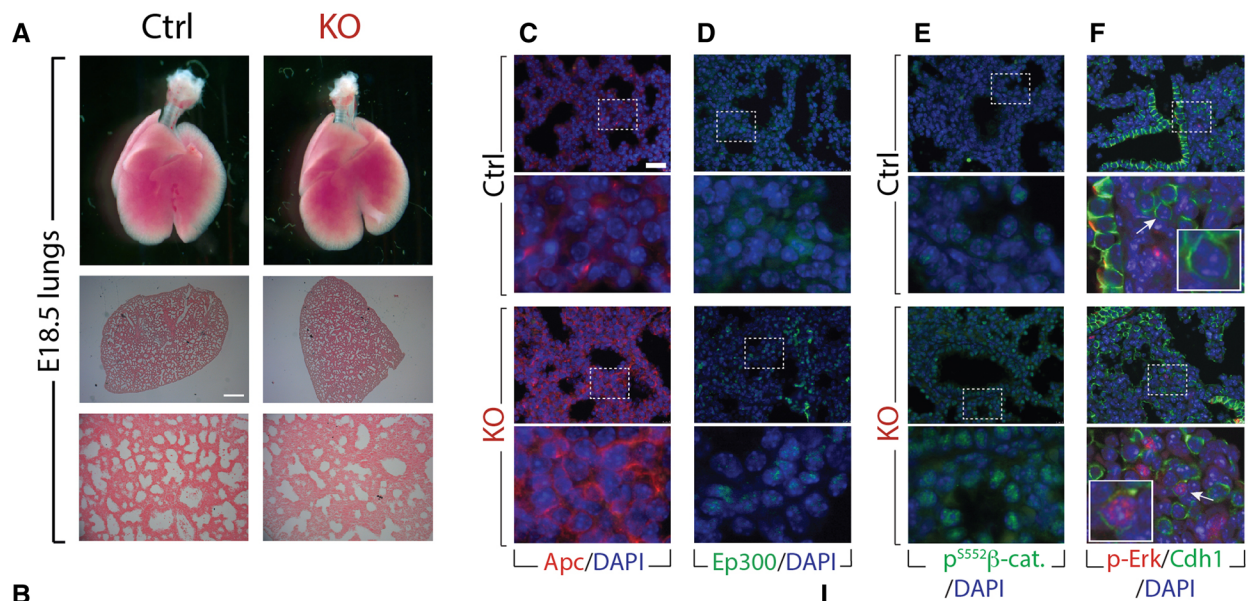 A
Ctrl
KO
E18.5 lungs
C
D
E
F
Ctrl
KO
Ctrl
KO
Apc/DAPI
Ep300/DAPI
pS552β-cat.
/DAPI
p-Erk/Cdh1
/DAPI
B